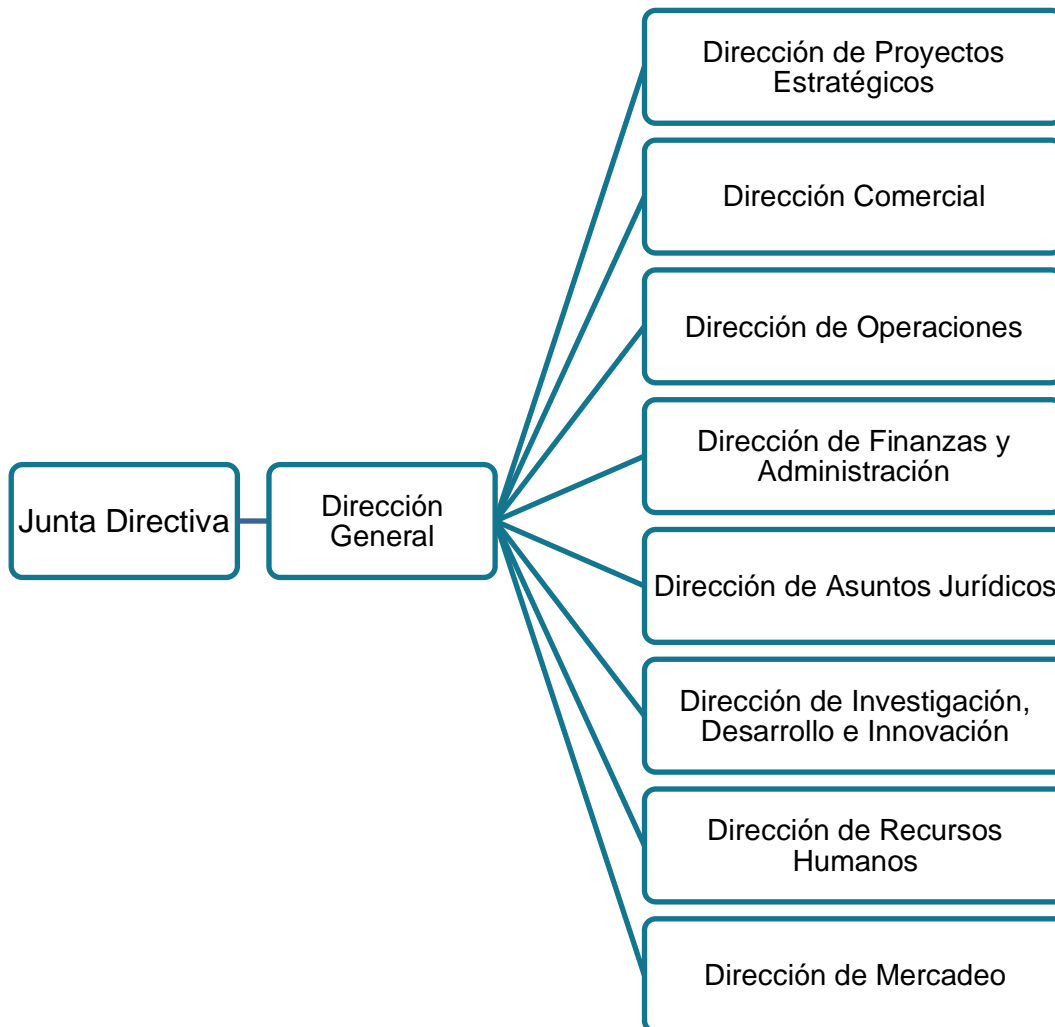 Junta Directiva
Dirección
General
Dirección de Proyectos
Estratégicos
Dirección Comercial
Dirección de Operaciones
Dirección de Finanzas y
Administración
Dirección de Asuntos Jurídicos
Dirección de Investigación,
Desarrollo e Innovación
Dirección de Recursos
Humanos
Dirección de Mercadeo